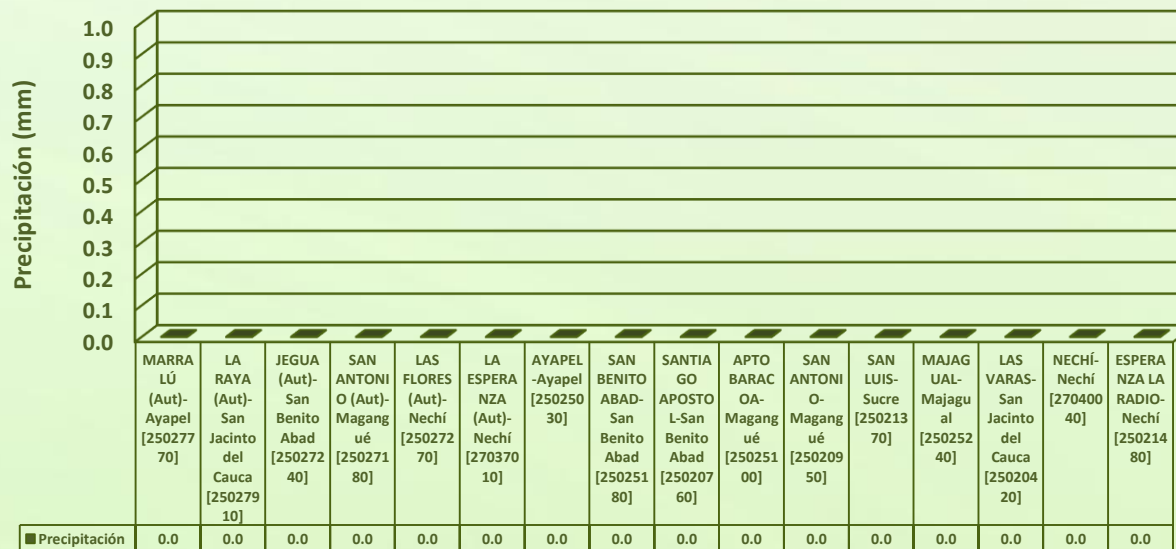 Precipitación (mm)
1.0
0.9
0.8
0.7
0.6
0.5
0.4
0.3
0.2
0.1
0.0
MARRA
LÚ
(Aut)-
Ayapel
[250277
70]
LA
RAYA
(Aut)-
San
Jacinto
del
Cauca
[250279
10]
JEGUA
(Aut)-
San
Benito
Abad
[250272
40]
SAN
ANTONI
O (Aut)-
Magang
ué
[250271
80]
LAS
FLORES
(Aut)-
Nechí
[250272
70]
LA
ESPERA
NZA
(Aut)-
Nechí
[270370
10]
AYAPEL
-Ayapel
[250250
30]
SAN
BENITO
ABAD-
San
Benito
Abad
[250251
80]
SANTIA
GO
APOSTO
L-San
Benito
Abad
[250207
60]
APTO
BARAC
OA-
Magang
ué
[250251
00]
SAN
ANTONI
O-
Magang
ué
[250209
50]
SAN
LUIS-
Sucre
[250213
70]
MAJAG
UAL-
Majagu
al
[250252
40]
LAS
VARAS-
San
Jacinto
del
Cauca
[250204
20]
NECHÍ-
Nechí
[270400
40]
ESPERA
NZA LA
RADIO-
Nechí
[250214
80]
Precipitación 0.0 0.0 0.0 0.0 0.0 0.0 0.0 0.0 0.0 0.0 0.0 0.0 0.0 0.0 0.0 0.0